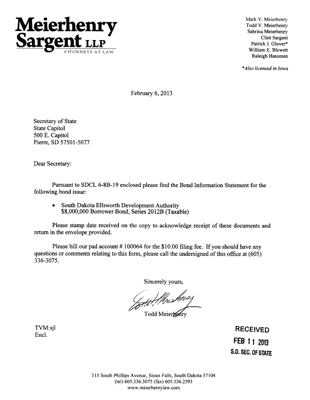 Meierhenry
Sargent LLP
ATTORNEYS AT LAW
Mark V. Meierhenry
Todd V. Meierhenry
Sabrina Meierhenry
Clint Sargent
Patrick J. Glover*
William E. Blewett
Raleigh Hansman
*Also licensed in Iowa
February 6, 2013
Secretary of State
State Capitol
500 E. Capitol
Pierre, SD 57501-5077
Dear Secretary:
Pursuant to SDCL 6-8B-19 enclosed please find the Bond Information Statement for the
following bond issue:
• South Dakota Ellsworth Development Authority
$8,000,000 Borrower Bond, Series 2012B (Taxable)
Please stamp date received on the copy to acknowledge receipt of these documents and
return in the envelope provided.
Please bill our pad account # 100064 for the $10.00 filing fee. If you should have any
questions or comments relating to this form, please call the undersigned of this office at (605)
336-3075.
Sincerely yours,
Todd Meierhenry
TVM:vjl
Encl.
RECEIVED
FEB 11 2013
S.D. SEC. OF STATE
315 South Phillips Avenue, Sioux Falls, South Dakota 57104
(tel) 605.336.3075 (fax) 605.336.2593
www.meierhenrylaw.com